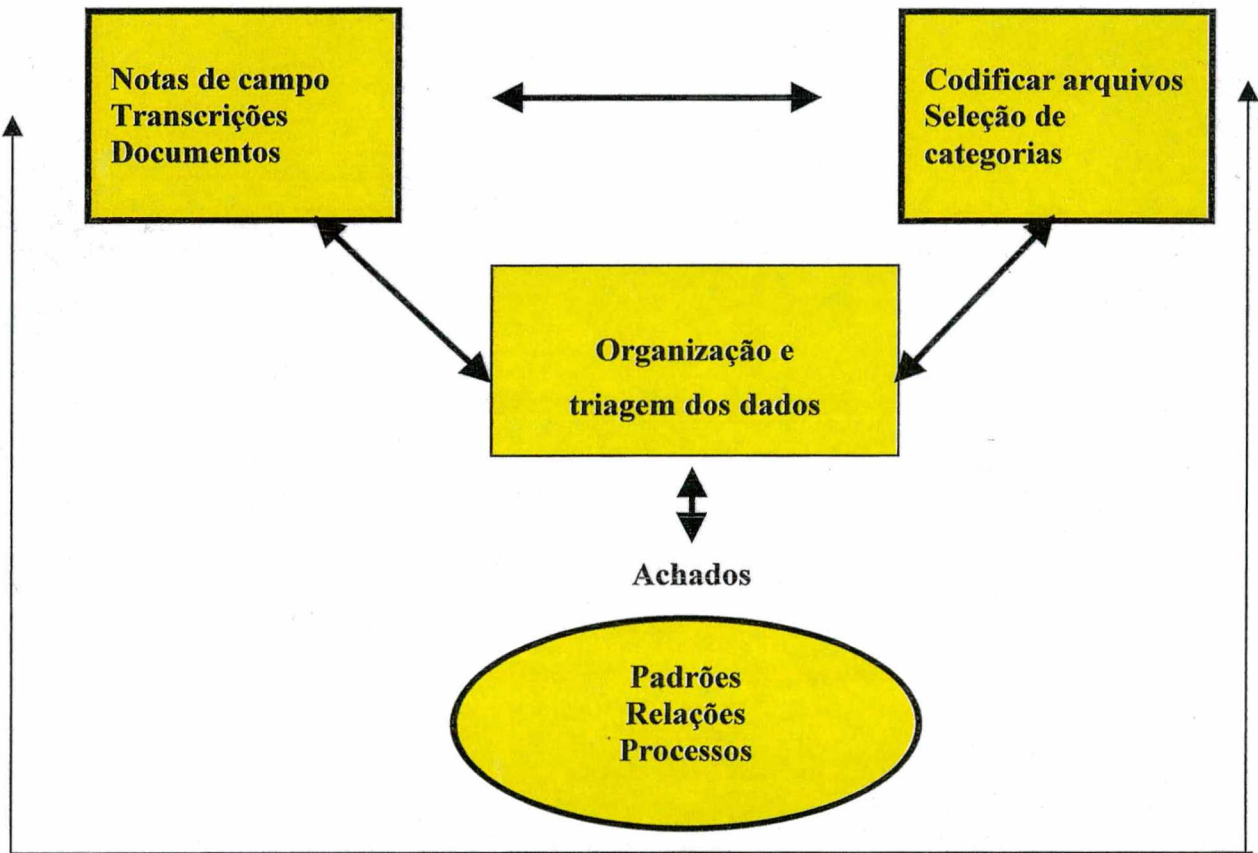 Notas de campo
Transcrições
Documentos
Codificar arquivos
Seleção de
categorias
Organização e
triagem dos dados
Achados
Padrões
Relações
Processos